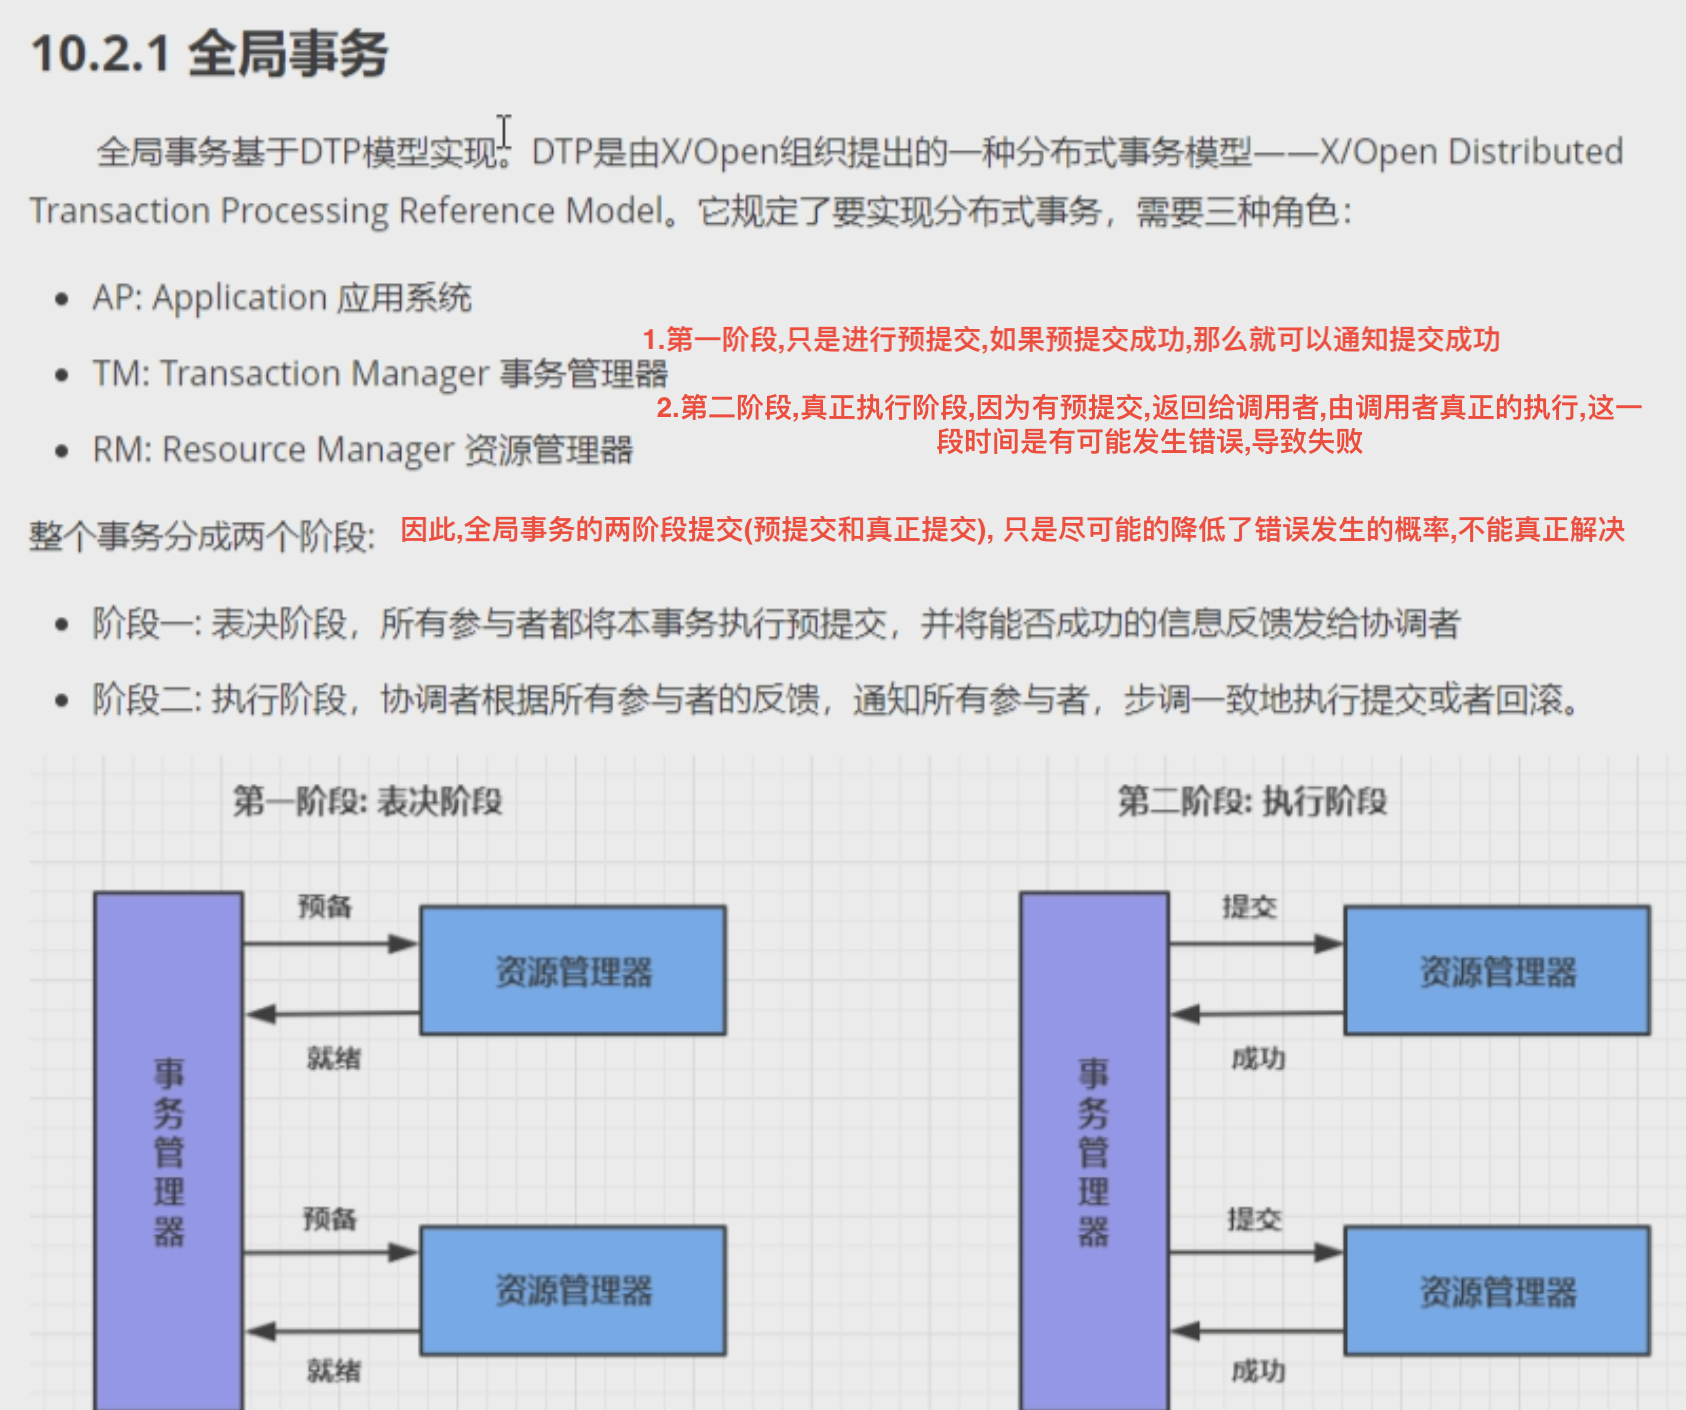 10.2.1 全局事务
全局事务基于DTP模型实现。DTP是由X/Open组织提出的一种分布式事务模型——X/Open Distributed
Transaction Processing Reference Model。它规定了要实现分布式事务，需要三种角色：
• AP: Application 应用系统
1.第一阶段,只是进行预提交,如果预提交成功,那么就可以通知提交成功
• TM: Transaction Manager 事务管理器
2.第二阶段,真正执行阶段,因为有预提交,返回给调用者,由调用者真正的执行,这一
段时间是有可能发生错误,导致失败
• RM: Resource Manager 资源管理器
整个事务分成两个阶段:
因此,全局事务的两阶段提交(预提交和真正提交), 只是尽可能的降低了错误发生的概率,不能真正解决
• 阶段一: 表决阶段，所有参与者都将本事务执行预提交，并将能否成功的信息反馈发给协调者
• 阶段二: 执行阶段，协调者根据所有参与者的反馈，通知所有参与者，步调一致地执行提交或者回滚。
第一阶段: 表决阶段
预备
资源管理器
就绪
事务管理器
预备
资源管理器
就绪
第二阶段: 执行阶段
提交
资源管理器
成功
事务管理器
提交
资源管理器
成功